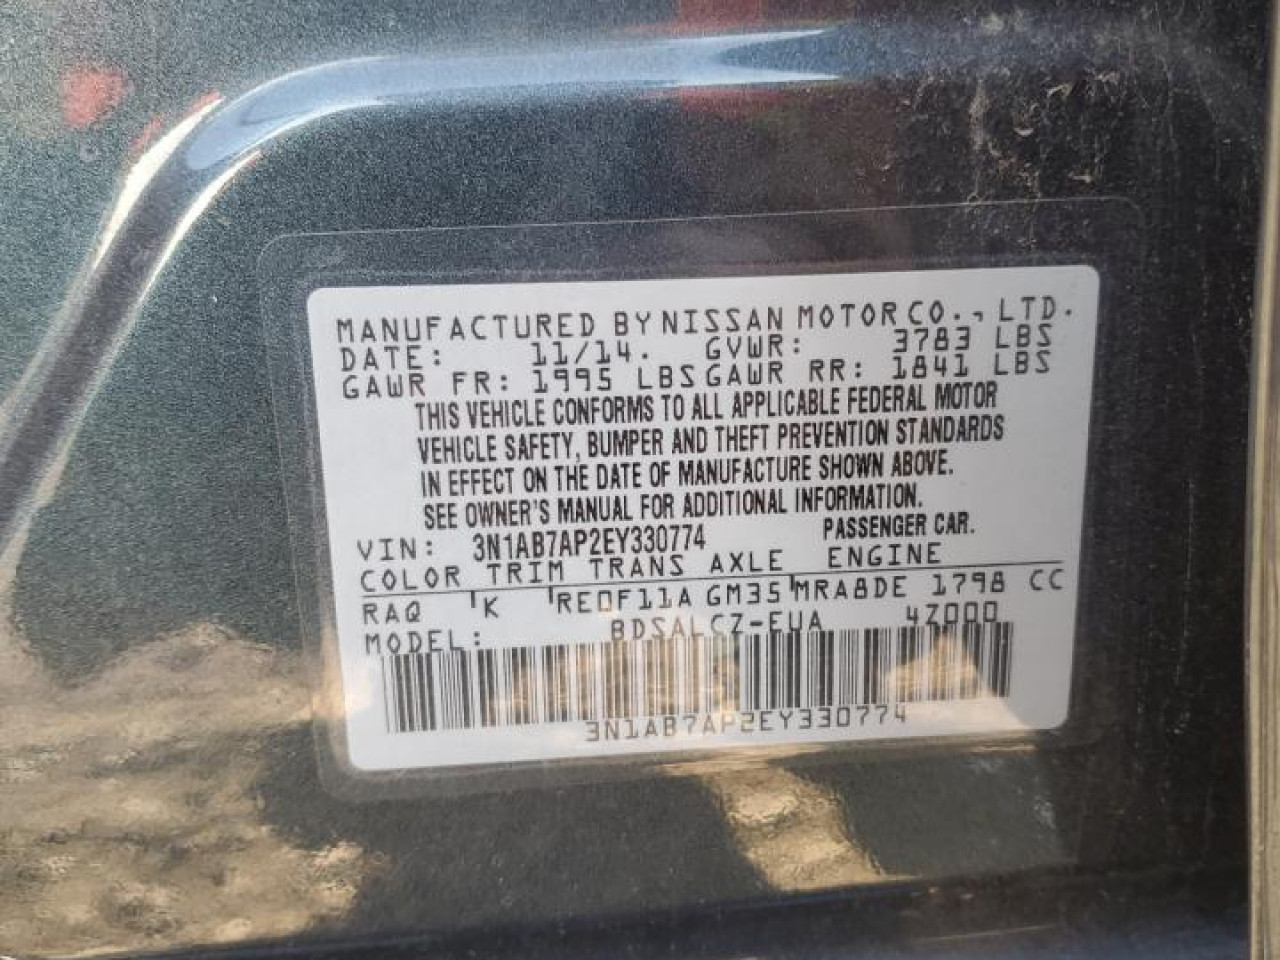 MANUFACTURED BY NISSAN MOTOR CO., LTD.
DATE: 11/14. GVWR: 3783 LBS
GAWR FR: 1995 LBS GAWR RR: 1841 LBS
THIS VEHICLE CONFORMS TO ALL APPLICABLE FEDERAL MOTOR
VEHICLE SAFETY, BUMPER AND THEFT PREVENTION STANDARDS
IN EFFECT ON THE DATE OF MANUFACTURE SHOWN ABOVE.
SEE OWNER'S MANUAL FOR ADDITIONAL INFORMATION.
VIN: 3N1AB7AP2EY330774 PASSENGER CAR.
COLOR TRIM TRANS AXLE ENGINE
RAQ K RE0F11A GM35 MRA8DE 1798 CC
MODEL: BDSALCZ-EUA 4Z000
3N1AB7AP2EY330774